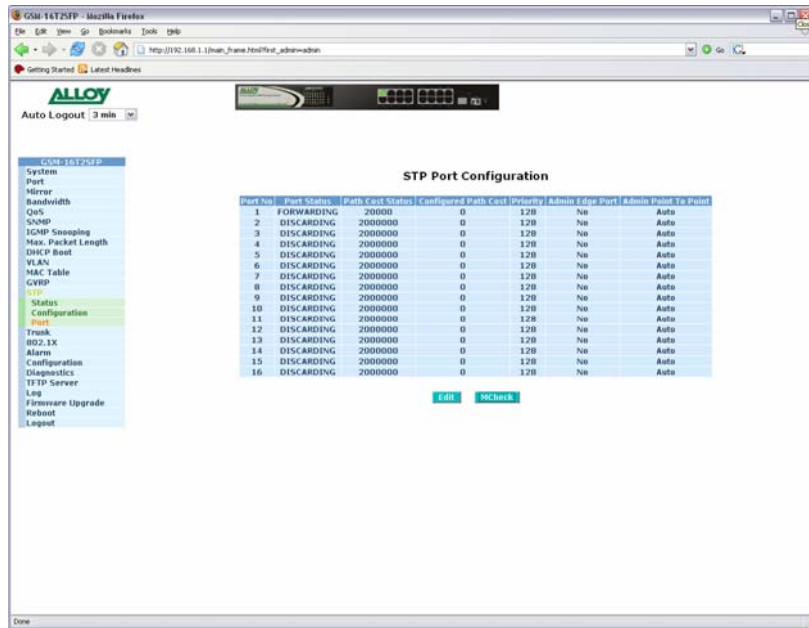 GSM-16T2SFP - Mozilla Firefox
File Edit View Go Bookmarks Tools Help
http://192.168.1.1/main_frame.html?first_admin=admin Go
Getting Started Latest Headlines
ALLOY
Auto Logout 3 min
GSM-16T2SFP
System
Port
Mirror
Bandwidth
QoS
SNMP
IGMP Snooping
Max. Packet Length
DHCP Boot
VLAN
MAC Table
GVRP
STP
Status
Configuration
Port
Trunk
802.1X
Alarm
Configuration
Diagnostics
TFTP Server
Log
Firmware Upgrade
Reboot
Logout
STP Port Configuration
Port No Port Status Path Cost Status Configured Path Cost Priority Admin Edge Port Admin Point To Point
1 FORWARDING 20000 0 128 No Auto
2 DISCARDING 2000000 0 128 No Auto
3 DISCARDING 2000000 0 128 No Auto
4 DISCARDING 2000000 0 128 No Auto
5 DISCARDING 2000000 0 128 No Auto
6 DISCARDING 2000000 0 128 No Auto
7 DISCARDING 2000000 0 128 No Auto
8 DISCARDING 2000000 0 128 No Auto
9 DISCARDING 2000000 0 128 No Auto
10 DISCARDING 2000000 0 128 No Auto
11 DISCARDING 2000000 0 128 No Auto
12 DISCARDING 2000000 0 128 No Auto
13 DISCARDING 2000000 0 128 No Auto
14 DISCARDING 2000000 0 128 No Auto
15 DISCARDING 2000000 0 128 No Auto
16 DISCARDING 2000000 0 128 No Auto
Edit MCheck
Done